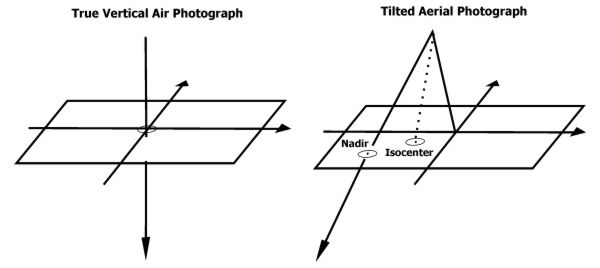 True Vertical Air Photograph
Tilted Aerial Photograph
Nadir
Isocenter